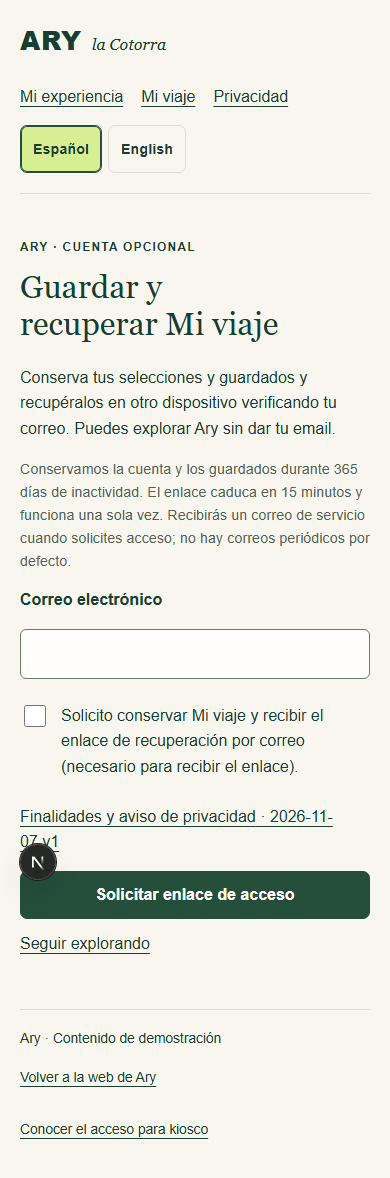 ARY la Cotorra
Mi experiencia Mi viaje Privacidad
Español English
ARY · CUENTA OPCIONAL
Guardar y
recuperar Mi viaje
Conserva tus selecciones y guardados y
recupéralos en otro dispositivo verificando tu
correo. Puedes explorar Ary sin dar tu email.
Conservamos la cuenta y los guardados durante 365
días de inactividad. El enlace caduca en 15 minutos y
funciona una sola vez. Recibirás un correo de servicio
cuando solicites acceso; no hay correos periódicos por
defecto.
Correo electrónico
Solicito conservar Mi viaje y recibir el
enlace de recuperación por correo
(necesario para recibir el enlace).
Finalidades y aviso de privacidad · 2026-11-
07 v1
N
Solicitar enlace de acceso
Seguir explorando
Ary · Contenido de demostración
Volver a la web de Ary
Conocer el acceso para kiosco